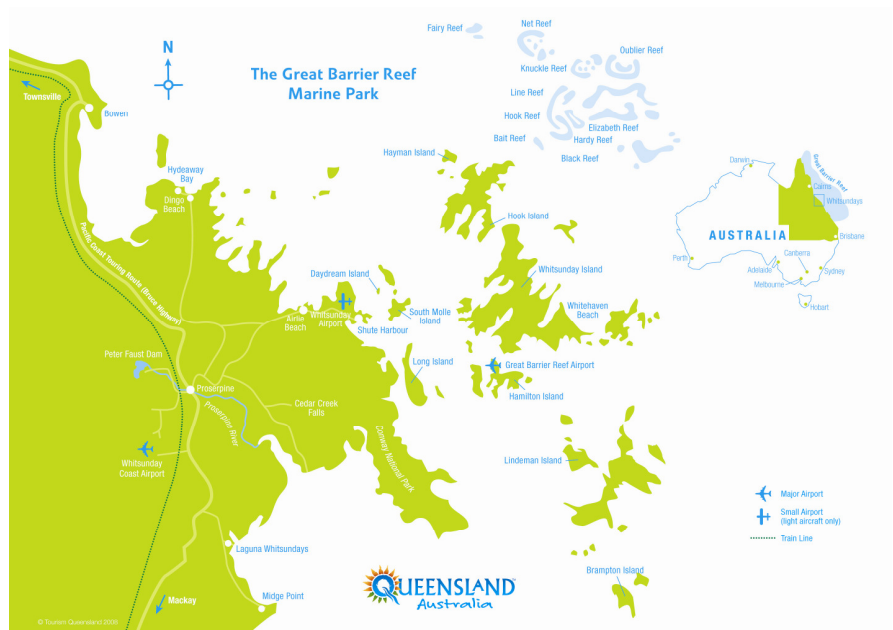 Fairy Reef
Net Reef
Oublier Reef
Knuckle Reef
Line Reef
Hook Reef
Elizabeth Reef
Bait Reef
Hardy Reef
Black Reef
N
The Great Barrier Reef
Marine Park
Townsville
Bowen
Hayman Island
Hydeaway
Bay
Dingo
Beach
Hook Island
Pacific Coast Touring Route (Bruce Highway)
Daydream Island
Whitsunday Island
Airlie
Beach
Whitsunday
Airport
South Molle
Island
Whitehaven
Beach
Shute Harbour
Peter Faust Dam
Long Island
Great Barrier Reef Airport
Proserpine
Hamilton Island
Proserpine River
Cedar Creek
Falls
Conway National Park
Whitsunday
Coast Airport
Lindeman Island
Laguna Whitsundays
Midge Point
Mackay
Brampton Island
QUEENSLAND
Australia
© Tourism Queensland 2009
Darwin
Great Barrier Reef
Cairns
Whitsundays
AUSTRALIA
Brisbane
Perth
Canberra
Adelaide
Sydney
Melbourne
Hobart
Major Airport
Small Airport
(light aircraft only)
Train Line